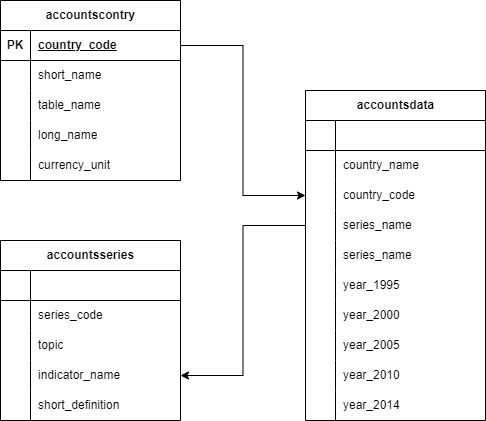 accountscontry
PK country_code
short_name
table_name
long_name
currency_unit
accountsdata
country_name
country_code
series_name
series_name
year_1995
year_2000
year_2005
year_2010
year_2014
accountsseries
series_code
topic
indicator_name
short_definition